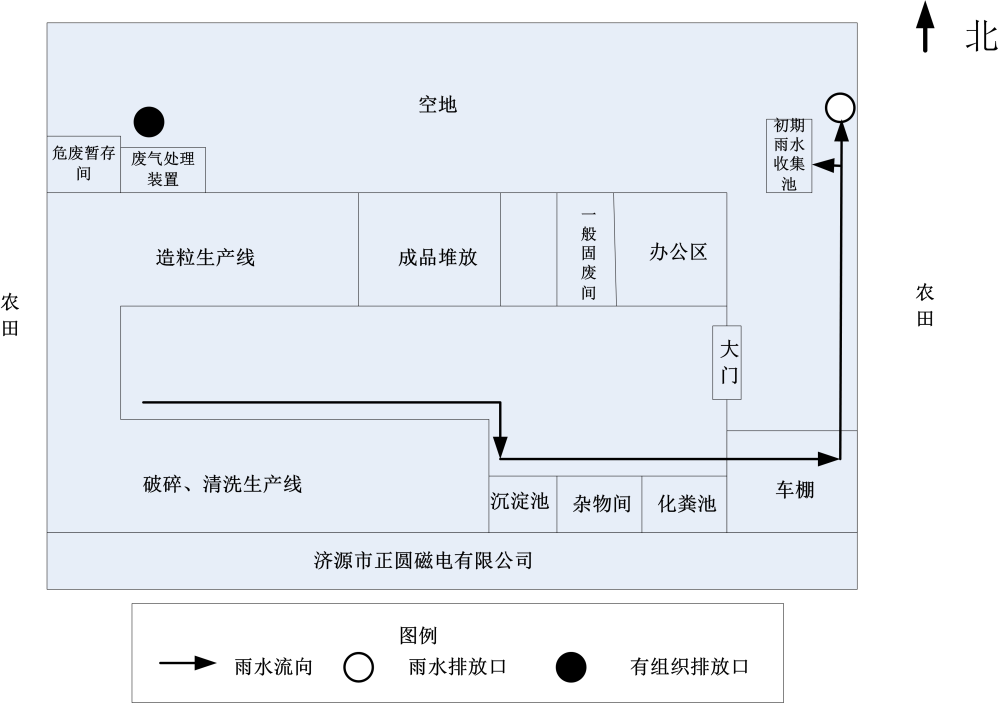 北
空地
初期
雨水
收集
池
危废暂存
间
废气处理
装置
造粒生产线
成品堆放
一般固废间
办公区
农田
农田
大门
破碎、清洗生产线
沉淀池
杂物间
化粪池
车棚
济源市正圆磁电有限公司
图例
雨水流向
雨水排放口
有组织排放口